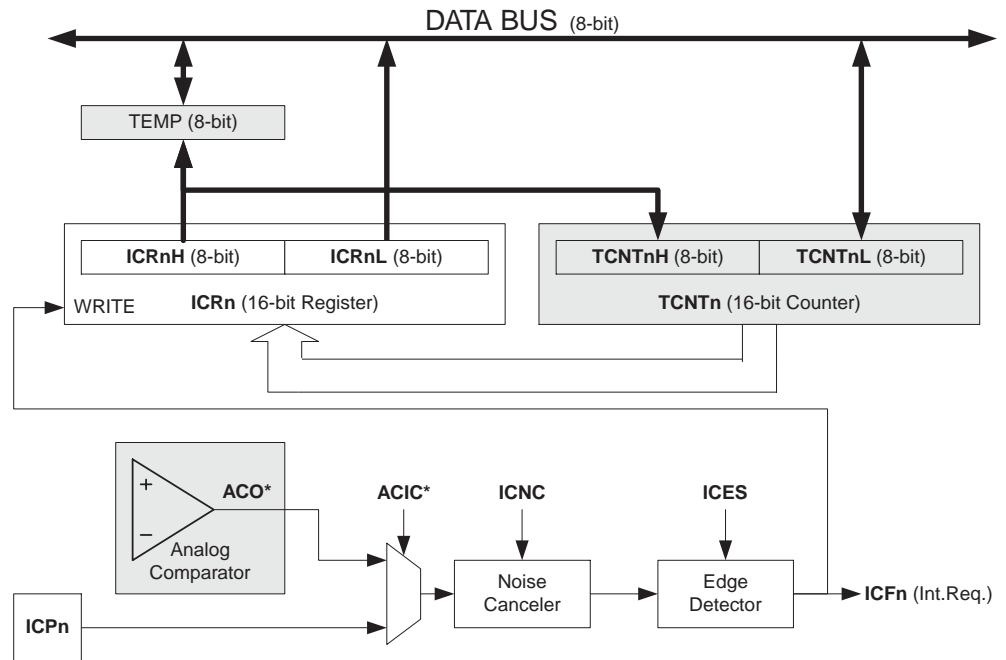 DATA BUS (8-bit)
TEMP (8-bit)
ICRnH (8-bit)
ICRnL (8-bit)
TCNTnH (8-bit)
TCNTnL (8-bit)
WRITE
ICRn (16-bit Register)
TCNTn (16-bit Counter)
+
−
ACO*
Analog
Comparator
ACIC*
ICNC
ICES
Noise
Canceler
Edge
Detector
ICFn (Int.Req.)
ICPn